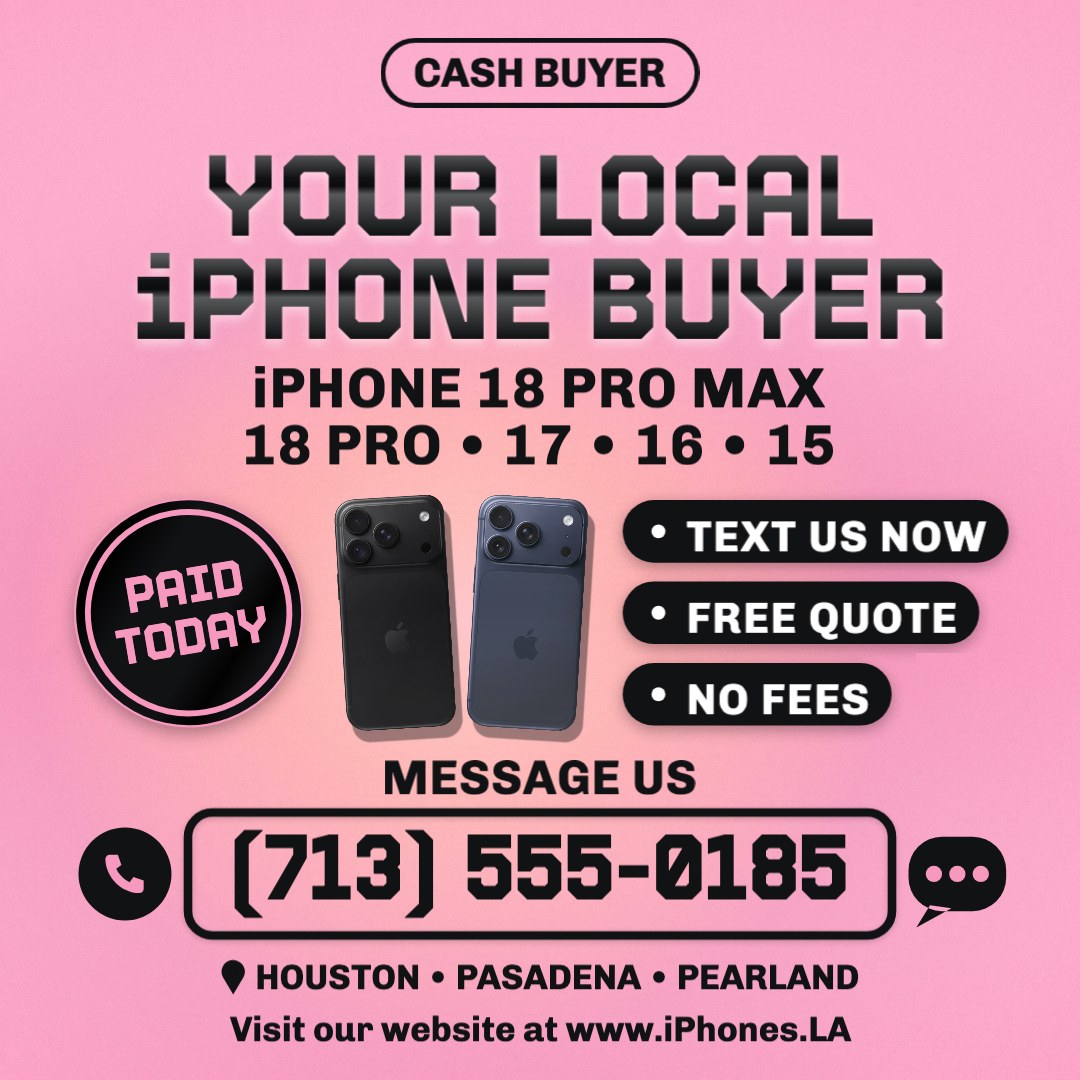 CASH BUYER
YOUR LOCAL
iPHONE BUYER
iPHONE 18 PRO MAX
18 PRO • 17 • 16 • 15
PAID
TODAY
• TEXT US NOW
• FREE QUOTE
• NO FEES
MESSAGE US
(713) 555-0185
HOUSTON • PASADENA • PEARLAND
Visit our website at www.iPhones.LA